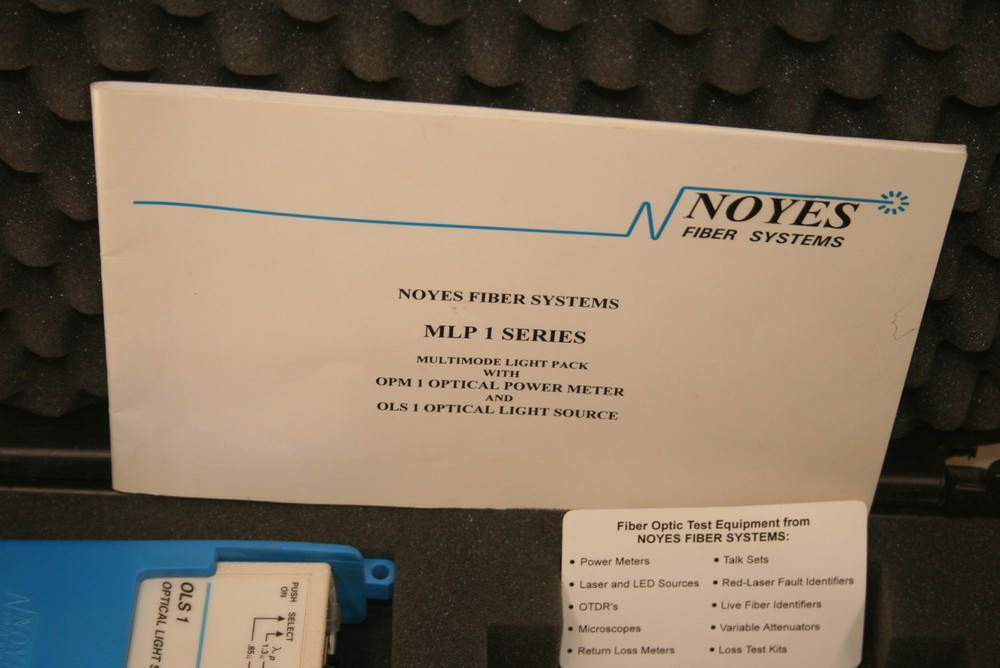 NOYES
FIBER SYSTEMS
NOYES FIBER SYSTEMS
MLP 1 SERIES
MULTIMODE LIGHT PACK
WITH
OPM 1 OPTICAL POWER METER
AND
OLS 1 OPTICAL LIGHT SOURCE
Fiber Optic Test Equipment from
NOYES FIBER SYSTEMS:
• Power Meters
• Laser and LED Sources
• OTDR's
• Microscopes
• Return Loss Meters
• Talk Sets
• Red-Laser Fault Identifiers
• Live Fiber Identifiers
• Variable Attenuators
• Loss Test Kits
OLS 1
OPTICAL LIGHT
PUSH SELECT
ON λ P
1.3
.85